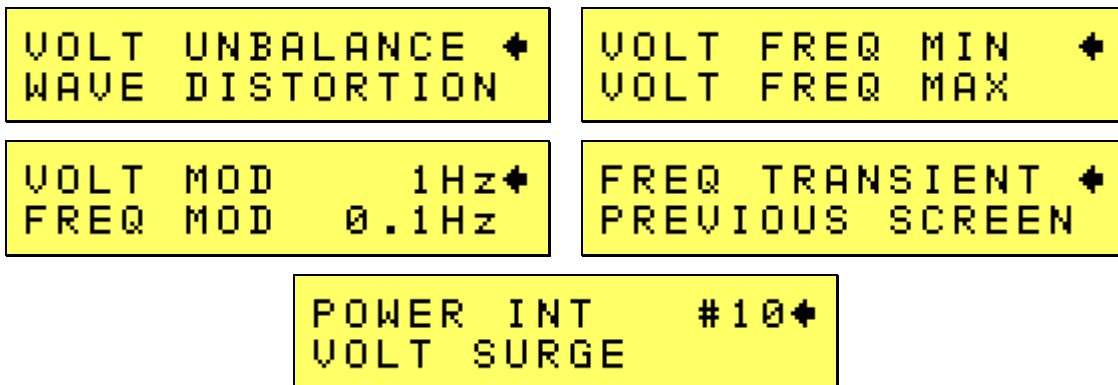 VOLT UNBALANCE ←
WAVE DISTORTION
VOLT FREQ MIN ←
VOLT FREQ MAX
VOLT MOD 1Hz←
FREQ MOD 0.1Hz
FREQ TRANSIENT ←
PREVIOUS SCREEN
POWER INT #10←
VOLT SURGE